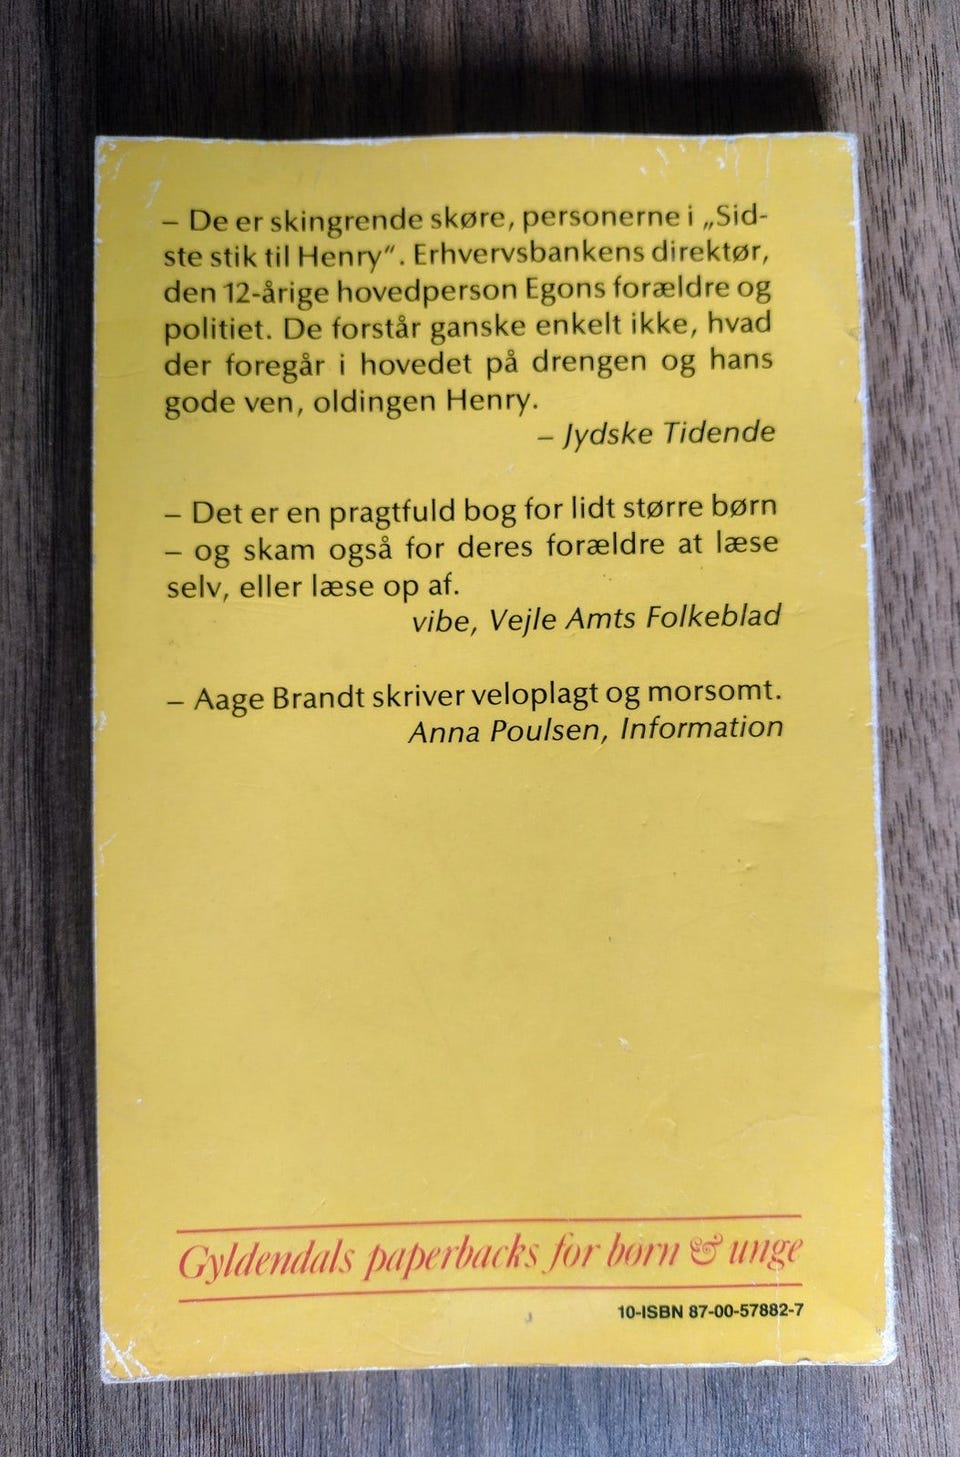 – De er skingrende skøre, personerne i „Sid-
ste stik til Henry”. Erhvervsbankens direktør,
den 12-årige hovedperson Egons forældre og
politiet. De forstår ganske enkelt ikke, hvad
der foregår i hovedet på drengen og hans
gode ven, oldingen Henry.
– Jydske Tidende
– Det er en pragtfuld bog for lidt større børn
– og skam også for deres forældre at læse
selv, eller læse op af.
vibe, Vejle Amts Folkeblad
– Aage Brandt skriver veloplagt og morsomt.
Anna Poulsen, Information
Gyldendals paperbacks for børn & unge
10-ISBN 87-00-57882-7